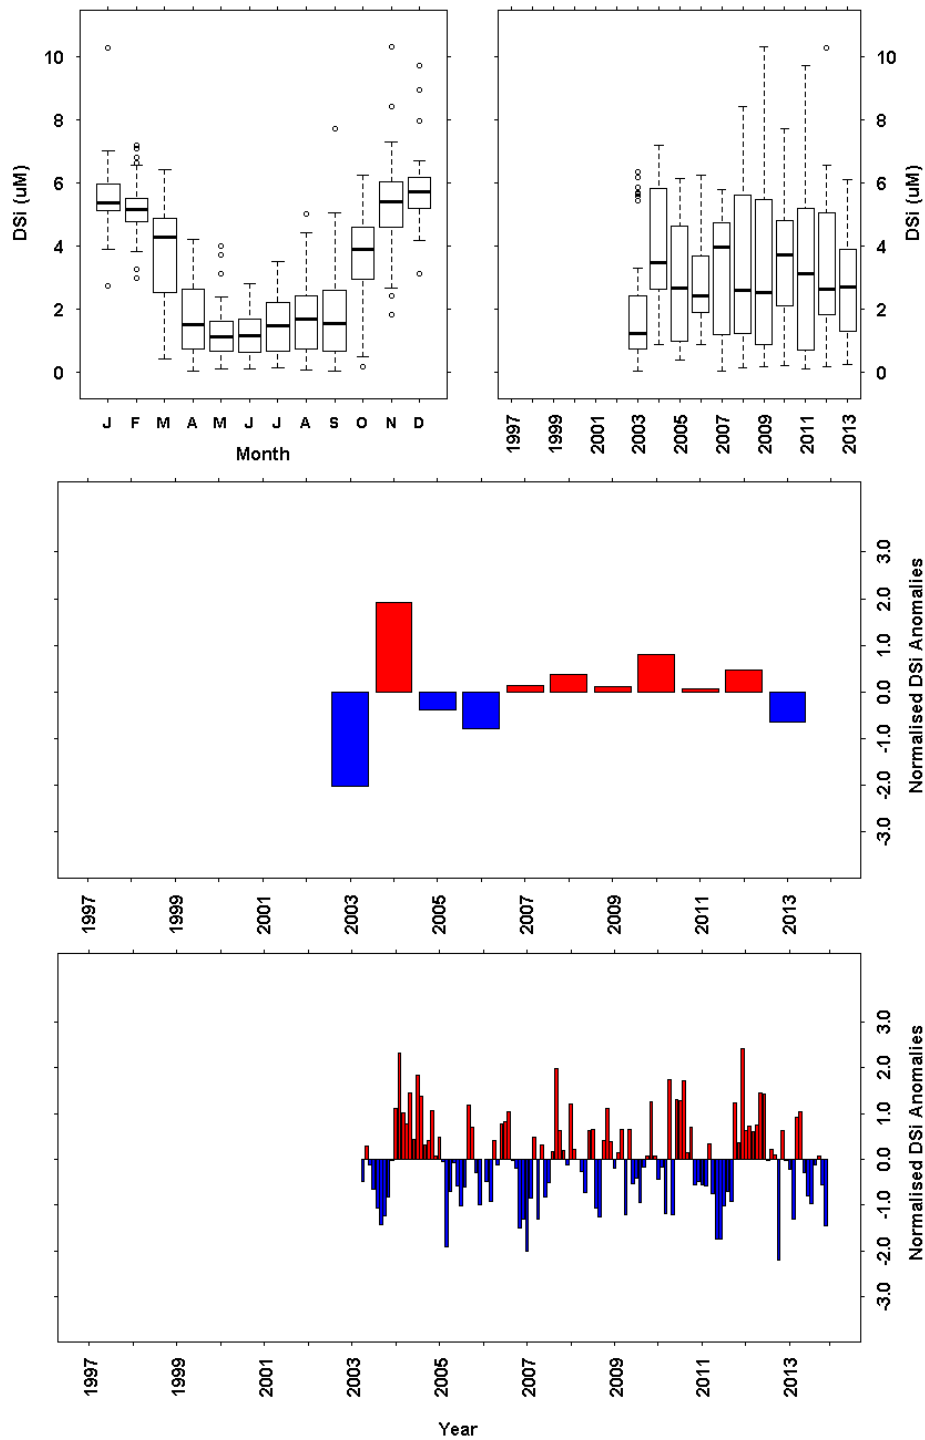 10 10
8 8
6 6
4 4
2 2
0 0
DSi (uM) DSi (uM)
J F M A M J J A S O N D
Month
1997 1999 2001 2003 2005 2007 2009 2011 2013
3.0
2.0
1.0
0.0
-1.0
-2.0
-3.0
Normalised DSi Anomalies
1997 1999 2001 2003 2005 2007 2009 2011 2013
3.0
2.0
1.0
0.0
-1.0
-2.0
-3.0
Normalised DSi Anomalies
1997 1999 2001 2003 2005 2007 2009 2011 2013
Year